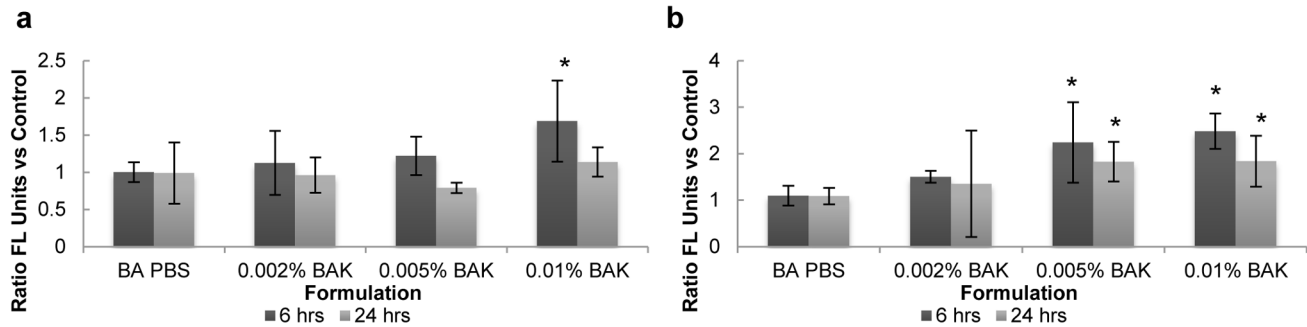 a
Ratio FL Units vs Control
2.5
2
1.5
1
0.5
0
*
BA PBS 0.002% BAK 0.005% BAK 0.01% BAK
Formulation
6 hrs 24 hrs
b
Ratio FL Units vs Control
4
3
2
1
0
* * * *
BA PBS 0.002% BAK 0.005% BAK 0.01% BAK
Formulation
6 hrs 24 hrs